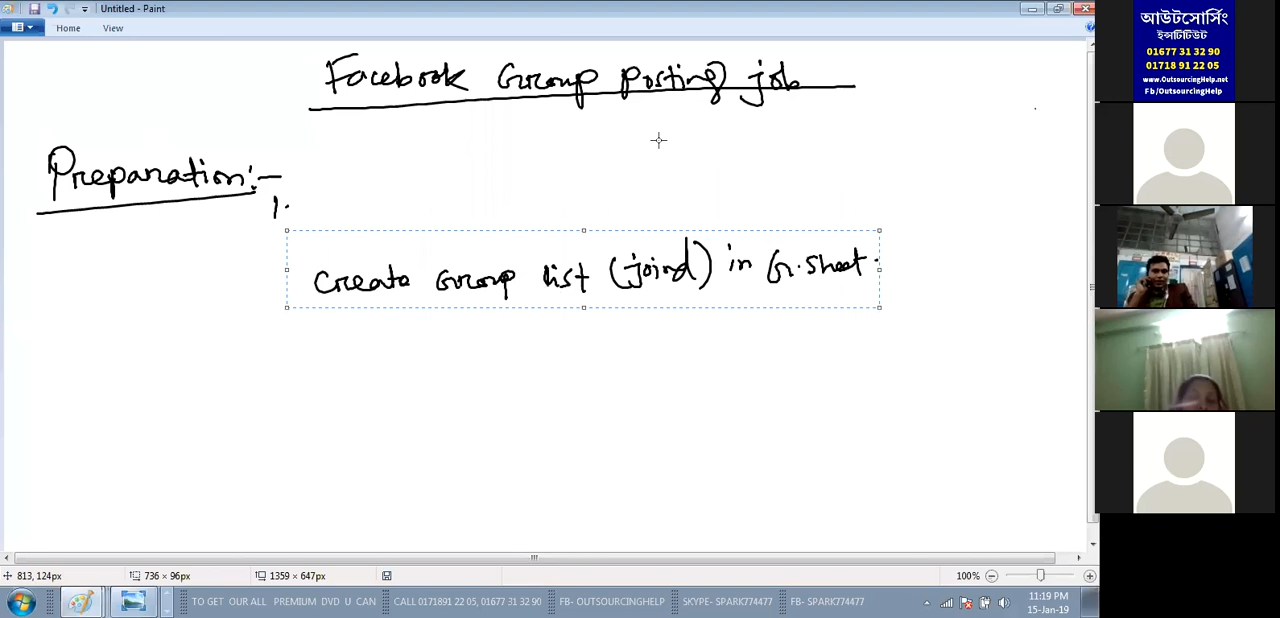 Untitled - Paint
Home View
Facebook Group posting job
Preparation:-
1.
Create Group list (joind) in G.Sheet.
আউটসোর্সিং
ইন্সটিটিউট
01677 31 32 90
01718 91 22 05
www.OutsourcingHelp.net
Fb/OutsourcingHelp
813, 124px 736 × 96px 1359 × 647px 100%
TO GET OUR ALL PREMIUM DVD U CAN CALL 0171891 22 05, 01677 31 32 90 FB- OUTSOURCINGHELP SKYPE- SPARK774477 FB- SPARK774477
11:19 PM
15-Jan-19